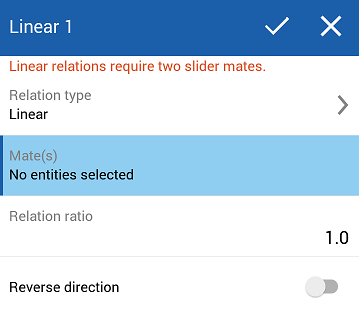 Linear 1
Linear relations require two slider mates.
Relation type
Linear
Mate(s)
No entities selected
Relation ratio
1.0
Reverse direction